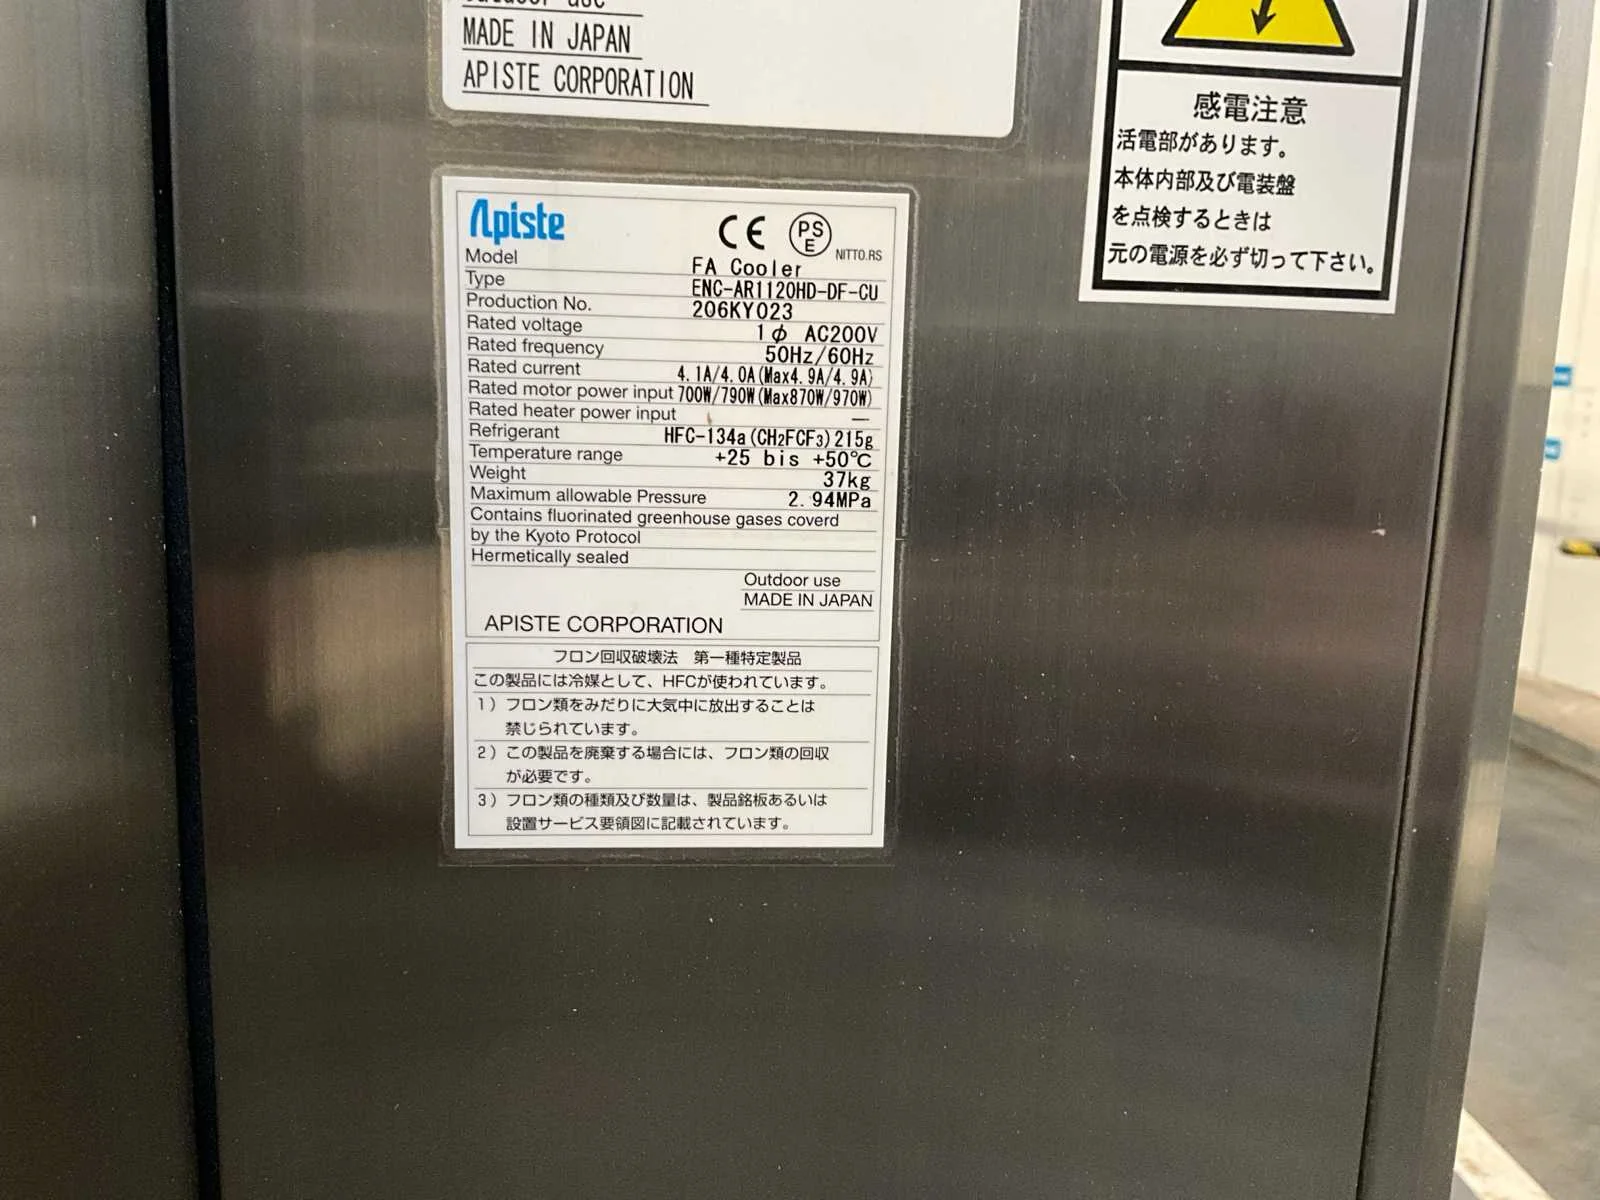 Outdoor use
MADE IN JAPAN
APISTE CORPORATION
感電注意
活電部があります。
本体内部及び電装盤
を点検するときは
元の電源を必ず切って下さい。
Apiste
CE
PS
E
NITTO.RS
Model FA Cooler
Type ENC-AR1120HD-DF-CU
Production No. 206KY023
Rated voltage 1φ AC200V
Rated frequency 50Hz/60Hz
Rated current 4.1A/4.0A(Max4.9A/4.9A)
Rated motor power input 700W/790W(Max870W/970W)
Rated heater power input —
Refrigerant HFC-134a(CH2FCF3)215g
Temperature range +25 bis +50℃
Weight 37kg
Maximum allowable Pressure 2.94MPa
Contains fluorinated greenhouse gases coverd
by the Kyoto Protocol
Hermetically sealed
Outdoor use
MADE IN JAPAN
APISTE CORPORATION
フロン回収破壊法 第一種特定製品
この製品には冷媒として、HFCが使われています。
1）フロン類をみだりに大気中に放出することは
禁じられています。
2）この製品を廃棄する場合には、フロン類の回収
が必要です。
3）フロン類の種類及び数量は、製品銘板あるいは
設置サービス要領図に記載されています。